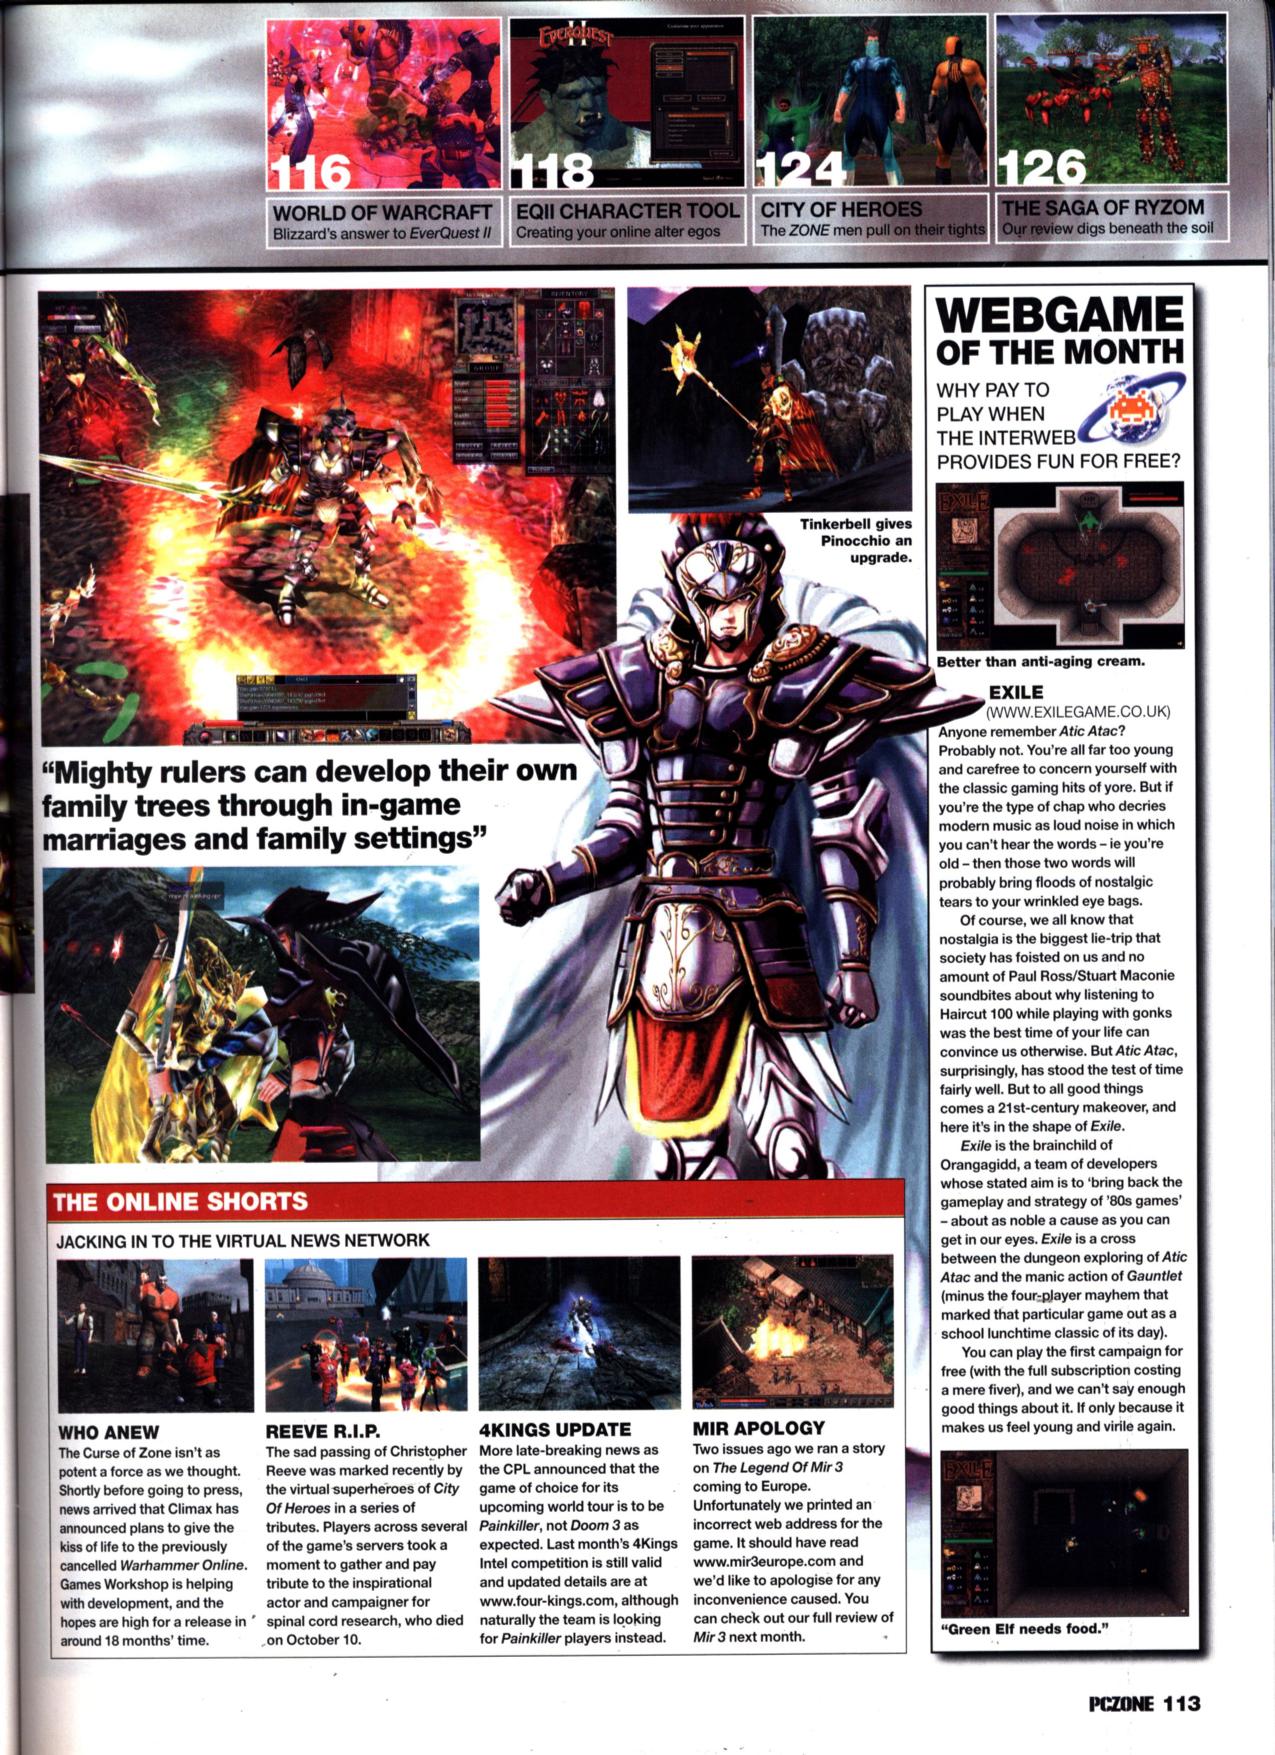 EVERQUEST
II
116
118
124
126
WORLD OF WARCRAFT
Blizzard's answer to EverQuest II
EQII CHARACTER TOOL
Creating your online alter egos
CITY OF HEROES
The ZONE men pull on their tights
THE SAGA OF RYZOM
Our review digs beneath the soil
INVENTORY
GROUP
Tinkerbell gives
Pinocchio an
upgrade.
“Mighty rulers can develop their own
family trees through in-game
marriages and family settings”
WEBGAME
OF THE MONTH
WHY PAY TO
PLAY WHEN
THE INTERWEB
PROVIDES FUN FOR FREE?
EXILE
Better than anti-aging cream.
EXILE
(WWW.EXILEGAME.CO.UK)
Anyone remember Atic Atac?
Probably not. You're all far too young
and carefree to concern yourself with
the classic gaming hits of yore. But if
you're the type of chap who decries
modern music as loud noise in which
you can't hear the words – ie you're
old – then those two words will
probably bring floods of nostalgic
tears to your wrinkled eye bags.
Of course, we all know that
nostalgia is the biggest lie-trip that
society has foisted on us and no
amount of Paul Ross/Stuart Maconie
soundbites about why listening to
Haircut 100 while playing with gonks
was the best time of your life can
convince us otherwise. But Atic Atac,
surprisingly, has stood the test of time
fairly well. But to all good things
comes a 21st-century makeover, and
here it's in the shape of Exile.
Exile is the brainchild of
Orangagidd, a team of developers
whose stated aim is to ‘bring back the
gameplay and strategy of '80s games’
– about as noble a cause as you can
get in our eyes. Exile is a cross
between the dungeon exploring of Atic
Atac and the manic action of Gauntlet
(minus the four-player mayhem that
marked that particular game out as a
school lunchtime classic of its day).
You can play the first campaign for
free (with the full subscription costing
a mere fiver), and we can't say enough
good things about it. If only because it
makes us feel young and virile again.
EXILE
“Green Elf needs food.”
THE ONLINE SHORTS
JACKING IN TO THE VIRTUAL NEWS NETWORK
WHO ANEW
The Curse of Zone isn't as
potent a force as we thought.
Shortly before going to press,
news arrived that Climax has
announced plans to give the
kiss of life to the previously
cancelled Warhammer Online.
Games Workshop is helping
with development, and the
hopes are high for a release in
around 18 months' time.
REEVE R.I.P.
The sad passing of Christopher
Reeve was marked recently by
the virtual superheroes of City
Of Heroes in a series of
tributes. Players across several
of the game's servers took a
moment to gather and pay
tribute to the inspirational
actor and campaigner for
spinal cord research, who died
on October 10.
4KINGS UPDATE
More late-breaking news as
the CPL announced that the
game of choice for its
upcoming world tour is to be
Painkiller, not Doom 3 as
expected. Last month's 4Kings
Intel competition is still valid
and updated details are at
www.four-kings.com, although
naturally the team is looking
for Painkiller players instead.
MIR APOLOGY
Two issues ago we ran a story
on The Legend Of Mir 3
coming to Europe.
Unfortunately we printed an
incorrect web address for the
game. It should have read
www.mir3europe.com and
we'd like to apologise for any
inconvenience caused. You
can check out our full review of
Mir 3 next month.
PCZONE 113